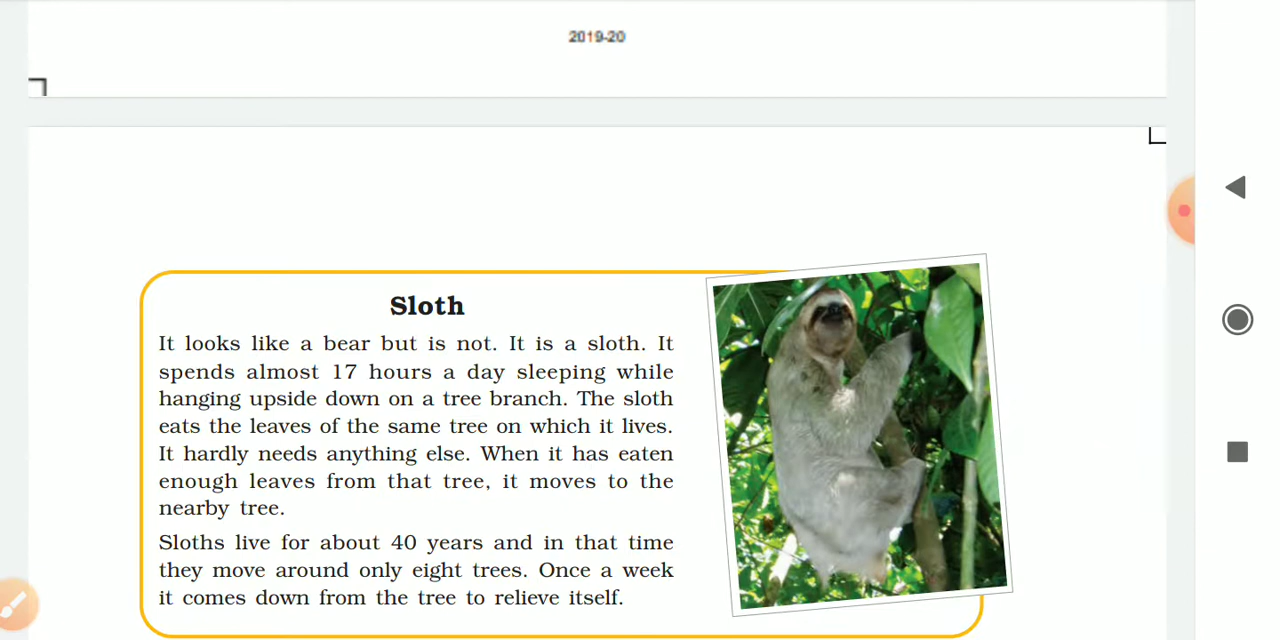 2019-20
Sloth
It looks like a bear but is not. It is a sloth. It
spends almost 17 hours a day sleeping while
hanging upside down on a tree branch. The sloth
eats the leaves of the same tree on which it lives.
It hardly needs anything else. When it has eaten
enough leaves from that tree, it moves to the
nearby tree.
Sloths live for about 40 years and in that time
they move around only eight trees. Once a week
it comes down from the tree to relieve itself.